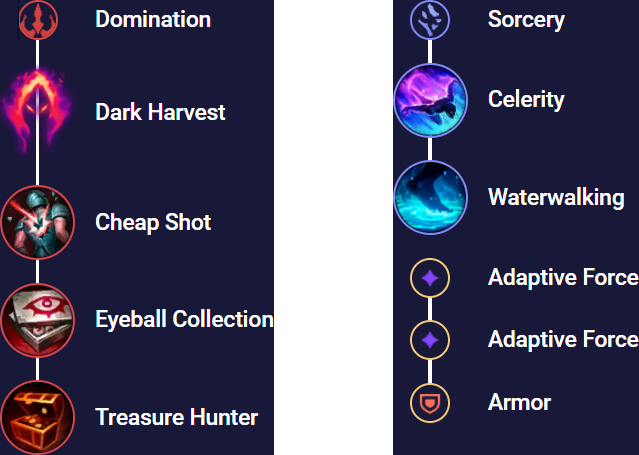 Domination
Dark Harvest
Cheap Shot
Eyeball Collection
Treasure Hunter
Sorcery
Celerity
Waterwalking
Adaptive Force
Adaptive Force
Armor